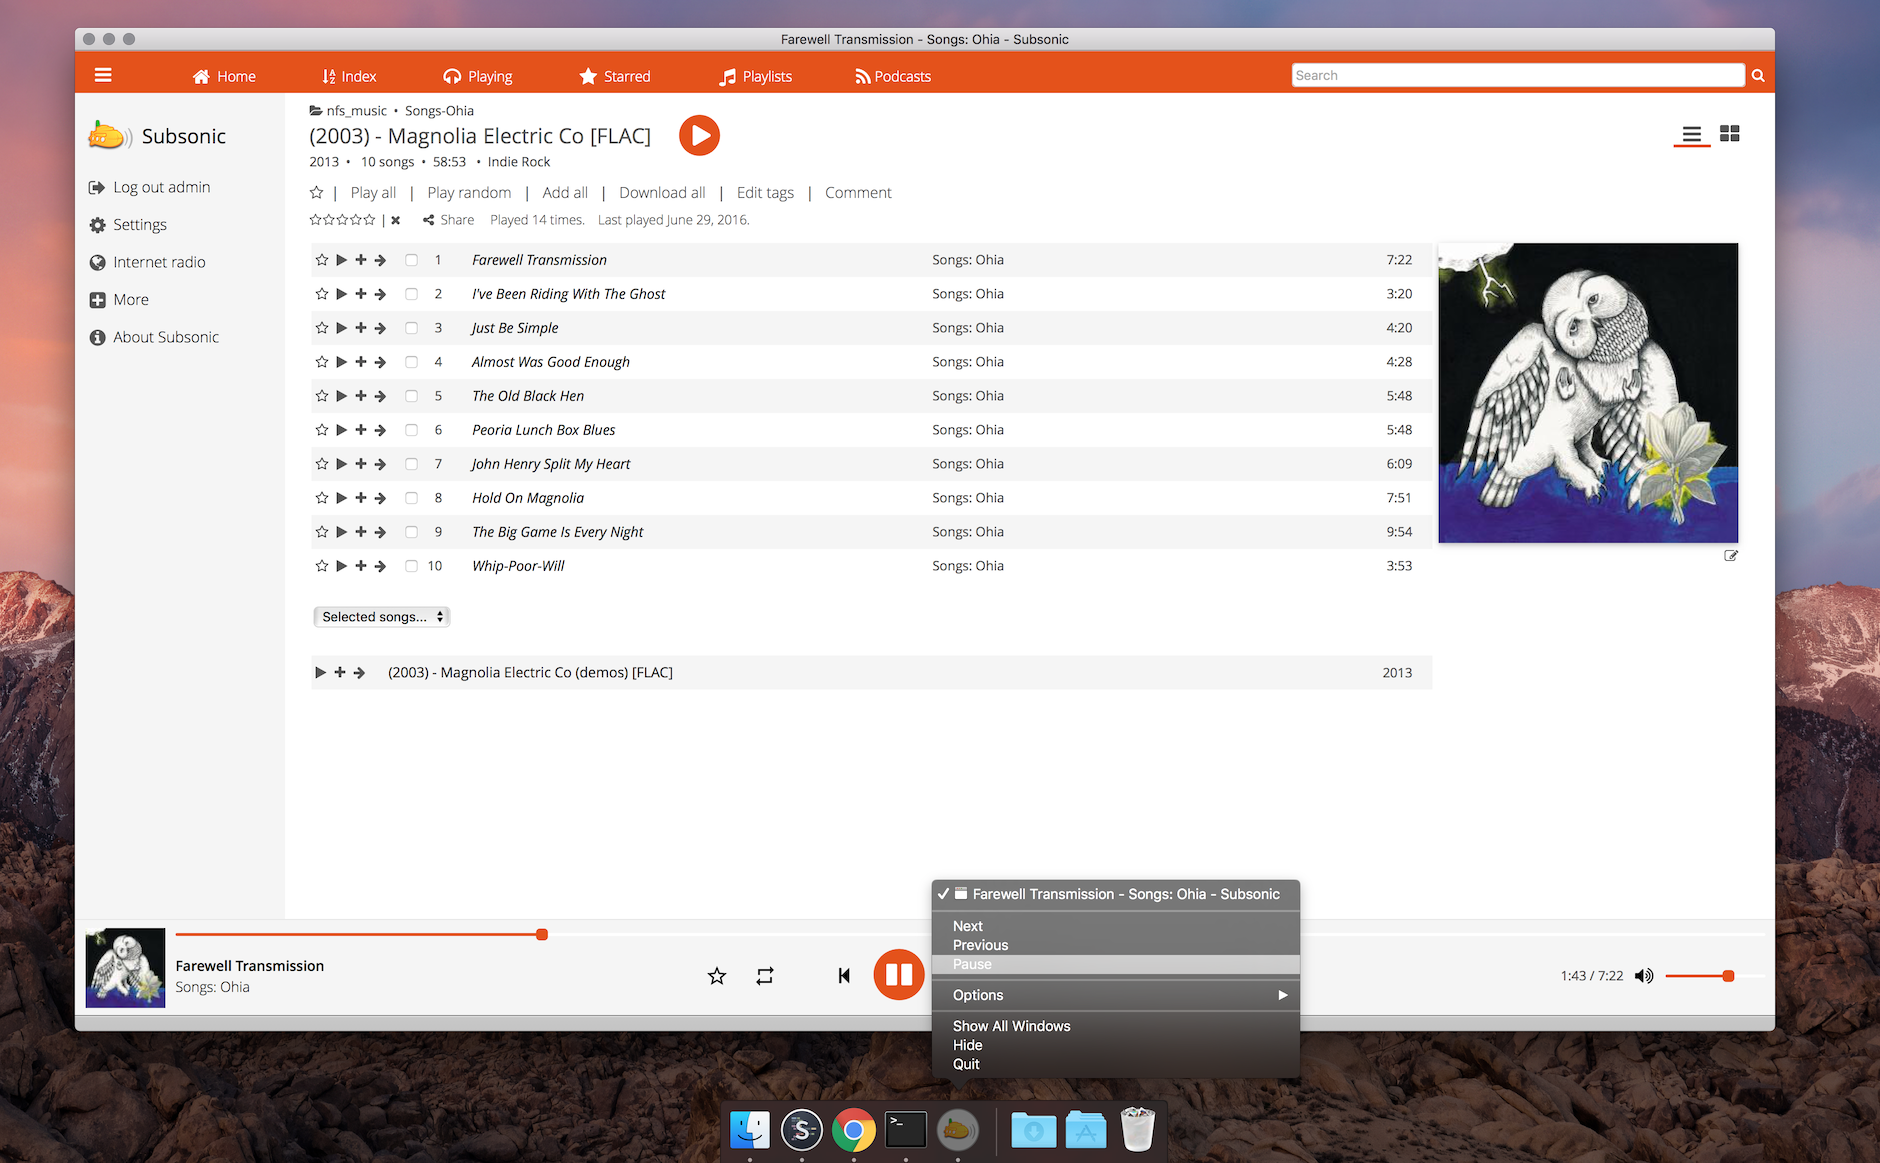 Farewell Transmission - Songs: Ohia - Subsonic
Home Index Playing Starred Playlists Podcasts Search
Subsonic
Log out admin
Settings
Internet radio
More
About Subsonic
nfs_music • Songs-Ohia
(2003) - Magnolia Electric Co [FLAC]
2013 • 10 songs • 58:53 • Indie Rock
| Play all | Play random | Add all | Download all | Edit tags | Comment
| Share Played 14 times. Last played June 29, 2016.
1 Farewell Transmission Songs: Ohia 7:22
2 I've Been Riding With The Ghost Songs: Ohia 3:20
3 Just Be Simple Songs: Ohia 4:20
4 Almost Was Good Enough Songs: Ohia 4:28
5 The Old Black Hen Songs: Ohia 5:48
6 Peoria Lunch Box Blues Songs: Ohia 5:48
7 John Henry Split My Heart Songs: Ohia 6:09
8 Hold On Magnolia Songs: Ohia 7:51
9 The Big Game Is Every Night Songs: Ohia 9:54
10 Whip-Poor-Will Songs: Ohia 3:53
Selected songs...
(2003) - Magnolia Electric Co (demos) [FLAC] 2013
Farewell Transmission
Songs: Ohia
1:43 / 7:22
Farewell Transmission - Songs: Ohia - Subsonic
Next
Previous
Pause
Options
Show All Windows
Hide
Quit